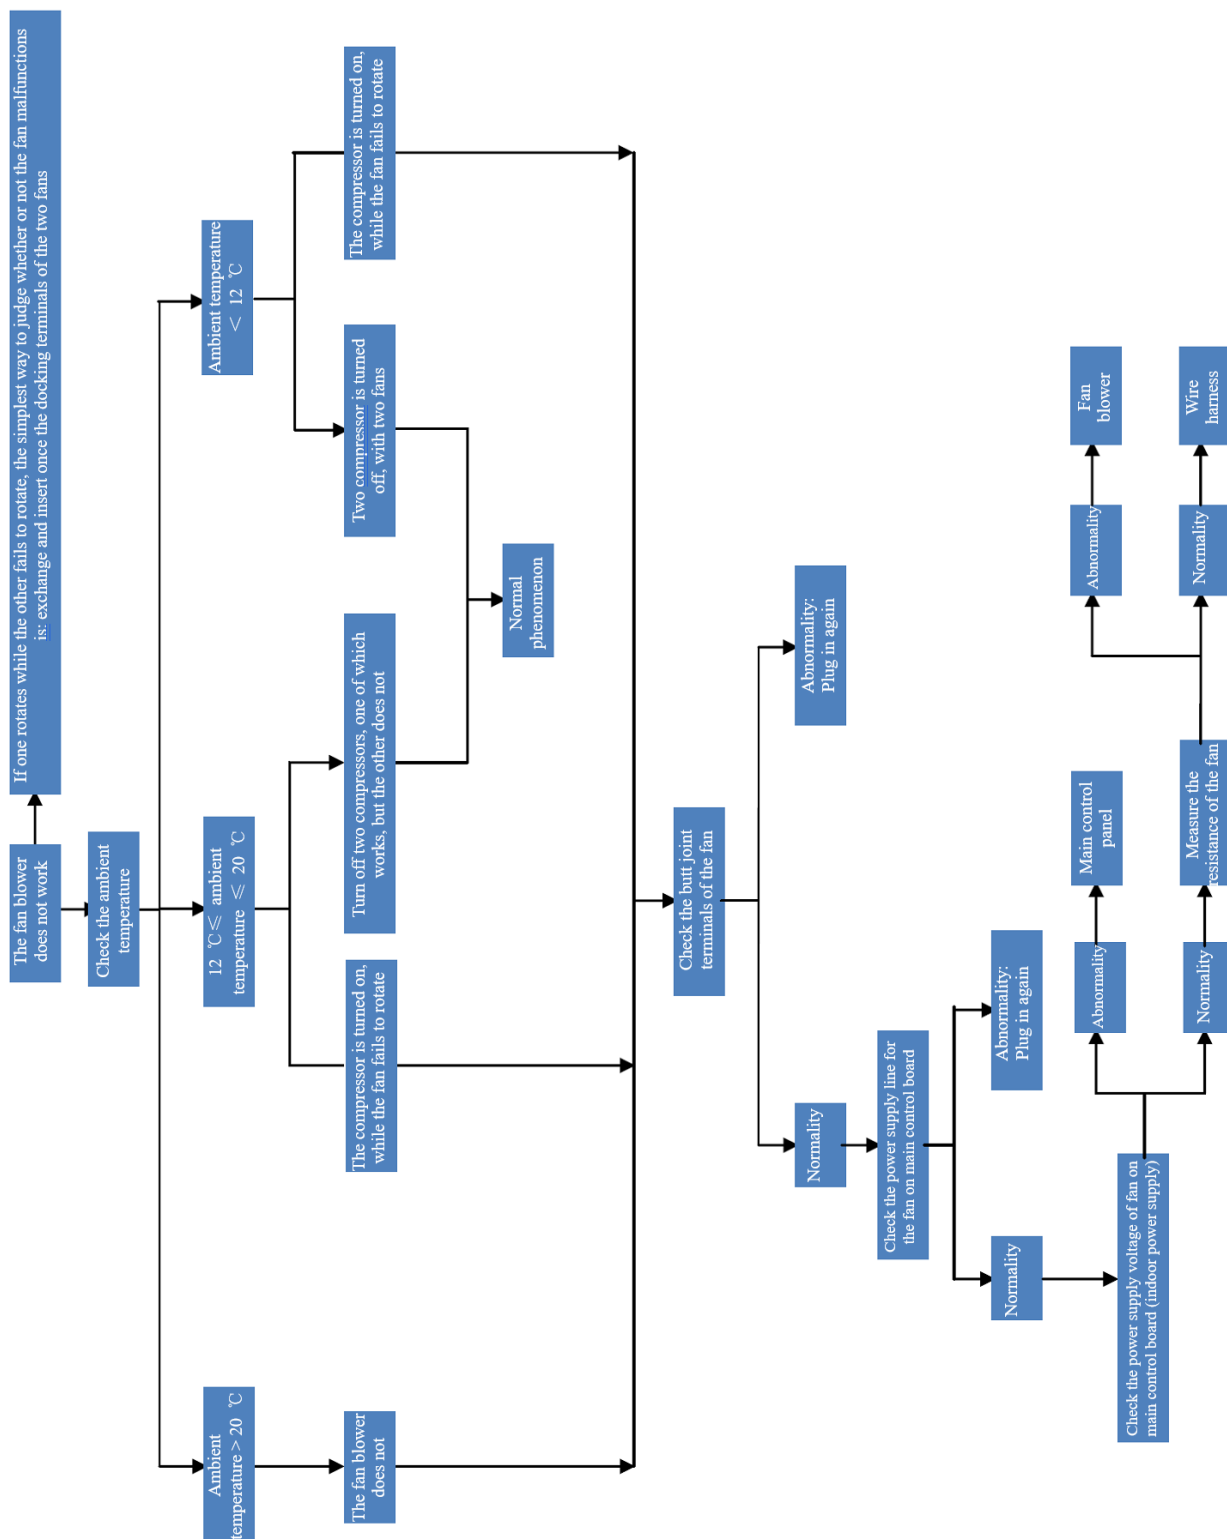 The fan blower
does not work
If one rotates while the other fails to rotate, the simplest way to judge whether or not the fan malfunctions
is: exchange and insert once the docking terminals of the two fans
Check the ambient
temperature
Ambient
temperature > 20 ℃
12 ℃≤ ambient
temperature ≤ 20 ℃
Ambient temperature
< 12 ℃
The fan blower
does not
The compressor is turned on,
while the fan fails to rotate
Turn off two compressors, one of which
works, but the other does not
Two compressor is turned
off, with two fans
The compressor is turned on,
while the fan fails to rotate
Normal
phenomenon
Check the butt joint
terminals of the fan
Normality
Abnormality:
Plug in again
Check the power supply line for
the fan on main control board
Normality
Abnormality:
Plug in again
Check the power supply voltage of fan on
main control board (indoor power supply)
Abnormality
Main control
panel
Normality
Measure the
resistance of the fan
Abnormality
Fan
blower
Normality
Wire
harness